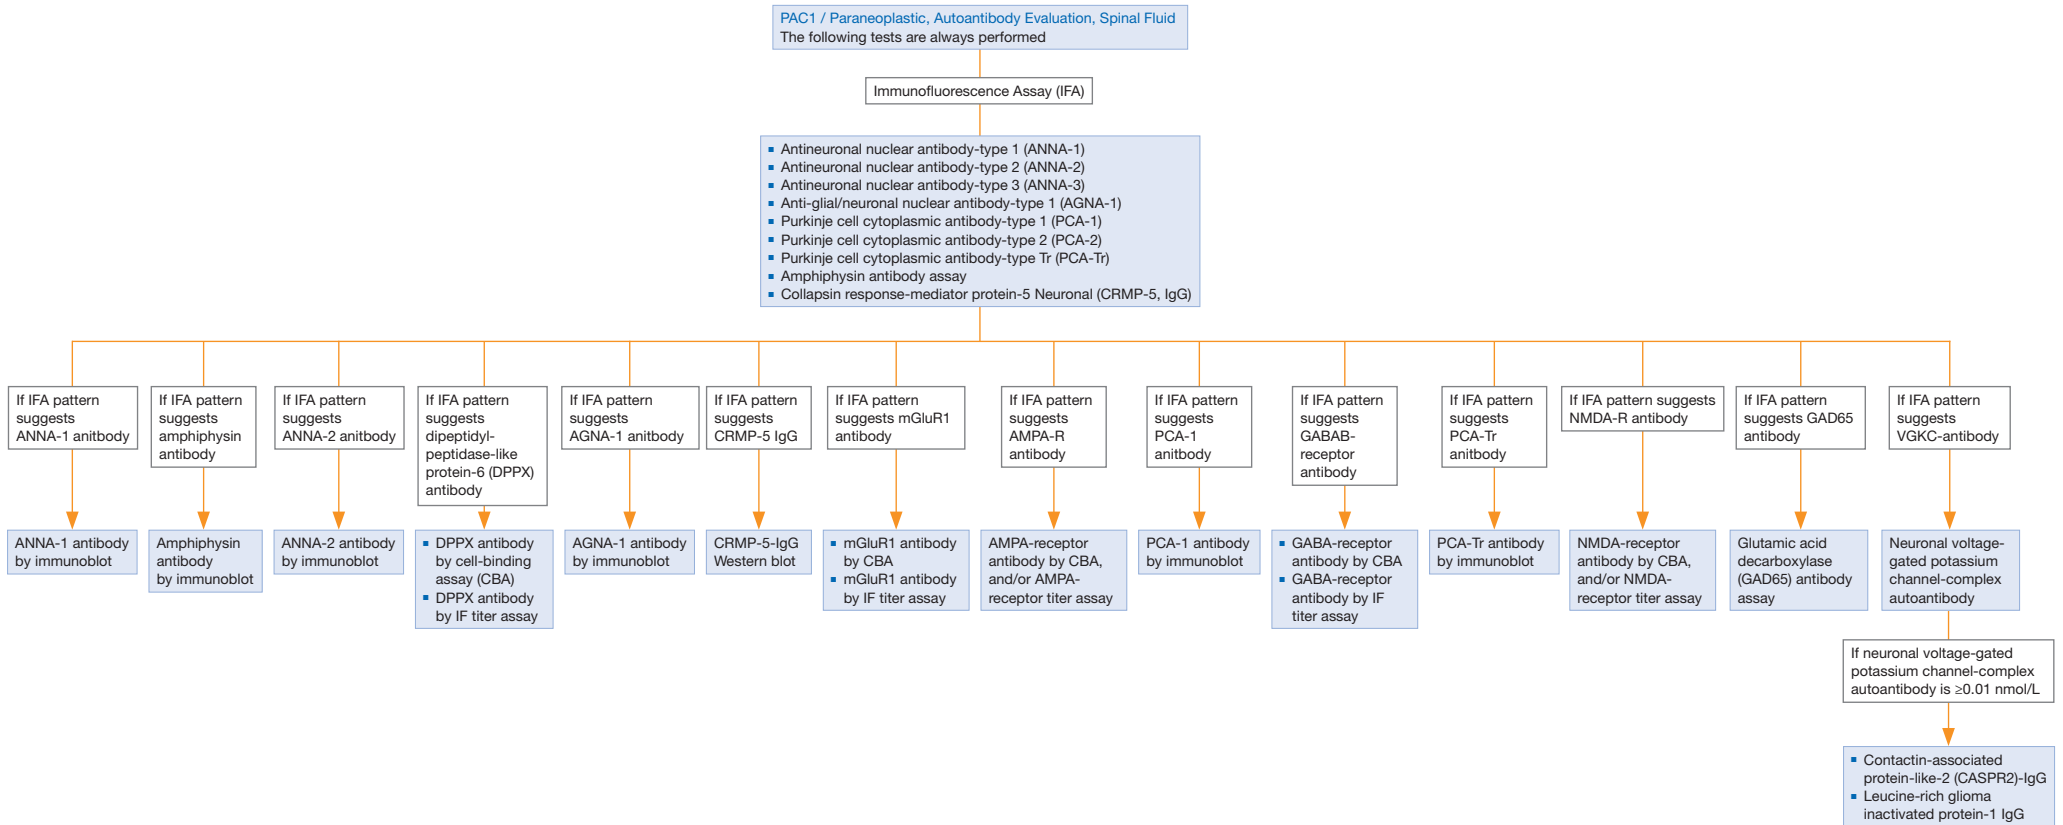 PAC1 / Paraneoplastic, Autoantibody Evaluation, Spinal Fluid
The following tests are always performed
Immunofluorescence Assay (IFA)
▪ Antineuronal nuclear antibody-type 1 (ANNA-1)
▪ Antineuronal nuclear antibody-type 2 (ANNA-2)
▪ Antineuronal nuclear antibody-type 3 (ANNA-3)
▪ Anti-glial/neuronal nuclear antibody-type 1 (AGNA-1)
▪ Purkinje cell cytoplasmic antibody-type 1 (PCA-1)
▪ Purkinje cell cytoplasmic antibody-type 2 (PCA-2)
▪ Purkinje cell cytoplasmic antibody-type Tr (PCA-Tr)
▪ Amphiphysin antibody assay
▪ Collapsin response-mediator protein-5 Neuronal (CRMP-5, IgG)
If IFA pattern
suggests
ANNA-1 anitbody
If IFA pattern
suggests
amphiphysin
antibody
If IFA pattern
suggests
ANNA-2 anitbody
If IFA pattern
suggests
dipeptidyl-
peptidase-like
protein-6 (DPPX)
antibody
If IFA pattern
suggests
AGNA-1 anitbody
If IFA pattern
suggests
CRMP-5 IgG
If IFA pattern
suggests mGluR1
antibody
If IFA pattern
suggests
AMPA-R
antibody
If IFA pattern
suggests
PCA-1
anitbody
If IFA pattern
suggests
GABAB-
receptor
antibody
If IFA pattern
suggests
PCA-Tr
anitbody
If IFA pattern suggests
NMDA-R antibody
If IFA pattern
suggests GAD65
antibody
If IFA pattern
suggests
VGKC-antibody
ANNA-1 antibody
by immunoblot
Amphiphysin
antibody
by immunoblot
ANNA-2 antibody
by immunoblot
▪ DPPX antibody
by cell-binding
assay (CBA)
▪ DPPX antibody
by IF titer assay
AGNA-1 antibody
by immunoblot
CRMP-5-IgG
Western blot
▪ mGluR1 antibody
by CBA
▪ mGluR1 antibody
by IF titer assay
AMPA-receptor
antibody by CBA,
and/or AMPA-
receptor titer assay
PCA-1 antibody
by immunoblot
▪ GABA-receptor
antibody by CBA
▪ GABA-receptor
antibody by IF
titer assay
PCA-Tr antibody
by immunoblot
NMDA-receptor
antibody by CBA,
and/or NMDA-
receptor titer assay
Glutamic acid
decarboxylase
(GAD65) antibody
assay
Neuronal voltage-
gated potassium
channel-complex
autoantibody
If neuronal voltage-gated
potassium channel-complex
autoantibody is ≥0.01 nmol/L
▪ Contactin-associated
protein-like-2 (CASPR2)-IgG
▪ Leucine-rich glioma
inactivated protein-1 IgG